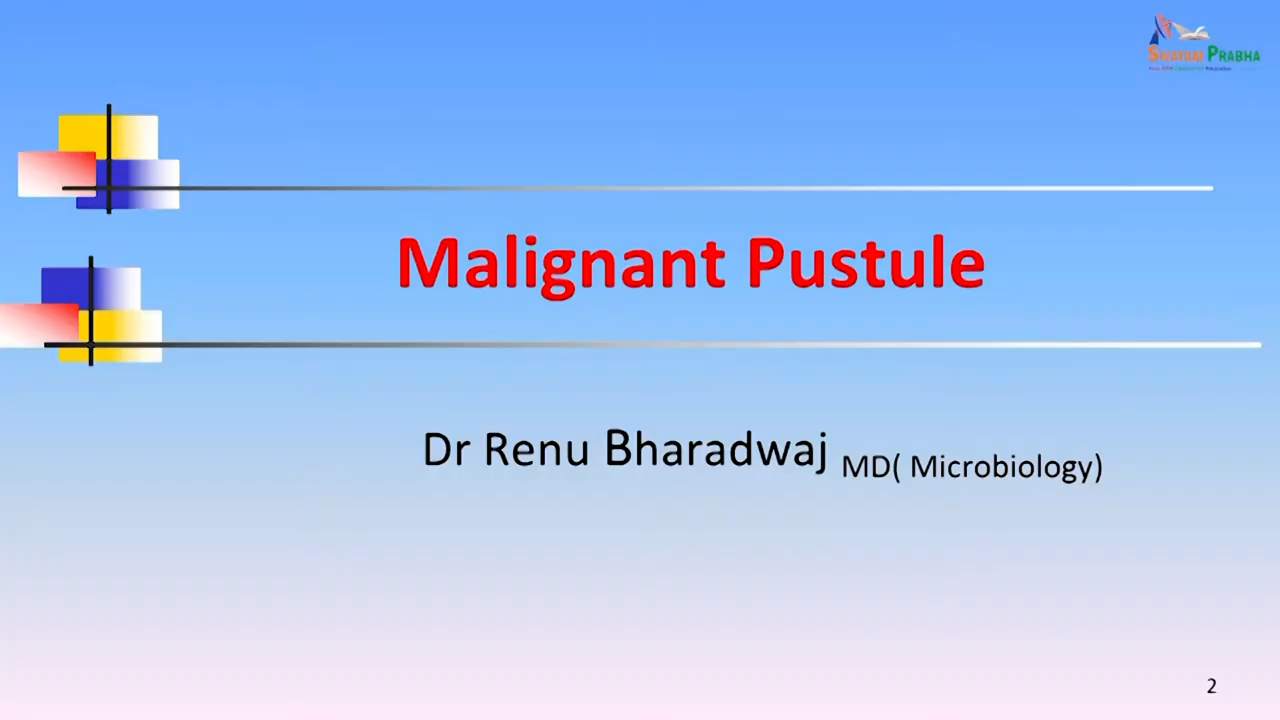 SWAYAM PRABHA
Malignant Pustule
Dr Renu Bharadwaj MD( Microbiology)
2